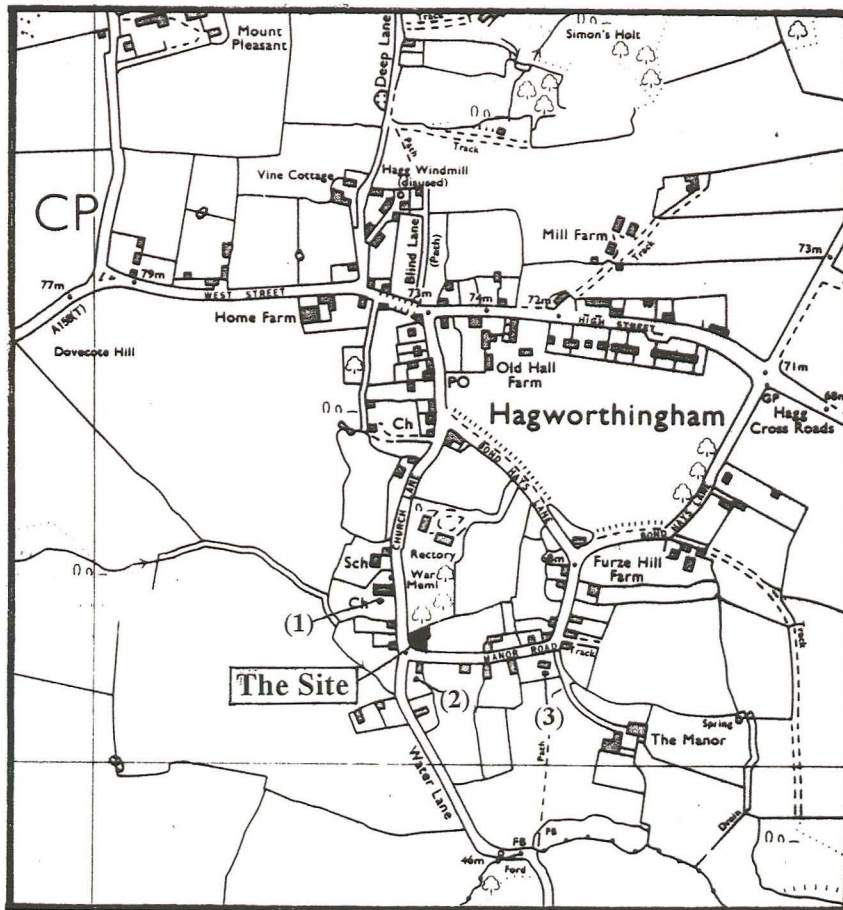 Mount
Pleasant
Deep Lane
Track
Simon's Holt
Path
Track
Vine Cottage
Hagg Windmill
(disused)
CP
Blind Lane
(Path)
Mill Farm
Track
73m
77m
79m
WEST STREET
73m
74m
72m
HIGH STREET
A158(T)
Home Farm
Dovecote Hill
Old Hall
Farm
PO
71m
GP
68m
Hagg
Cross Roads
Ch
Hagworthingham
BOND HAYS LANE
CHURCH LANE
BOND HAYS LANE
Rectory
Sch
War
Meml
Furze Hill
Farm
Ch
(1)
Track
The Site
MANOR ROAD
Track
(2)
(3)
Spring
The Manor
Path
Water Lane
Drain
FB
FB
46m
Ford